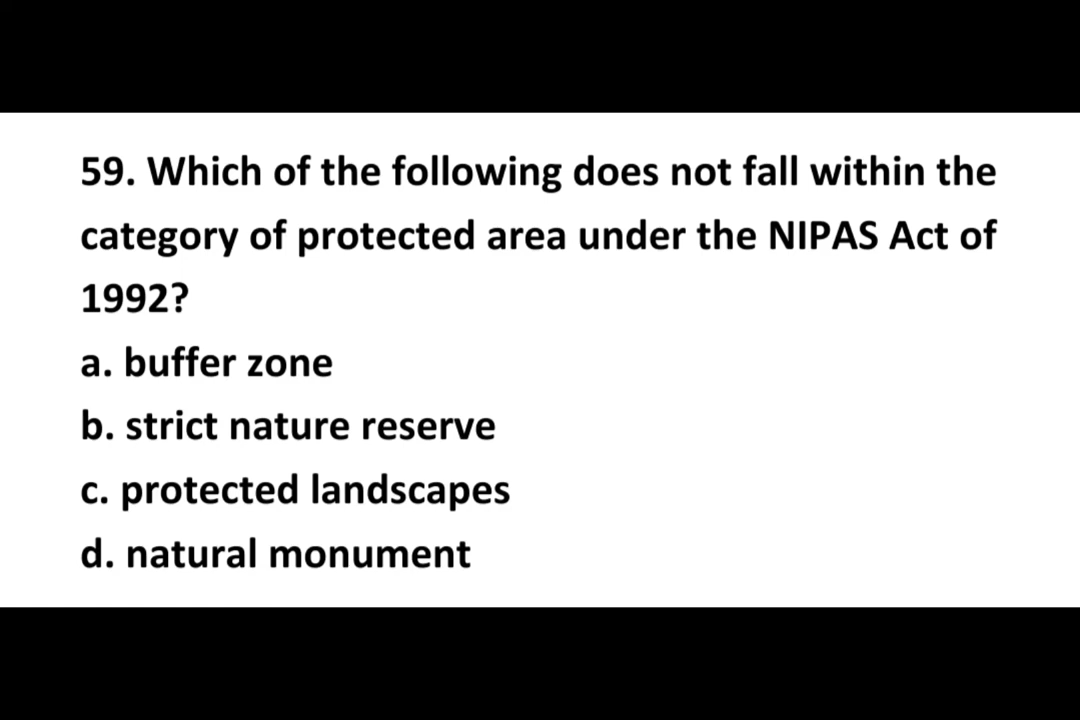 59. Which of the following does not fall within the
category of protected area under the NIPAS Act of
1992?
a. buffer zone
b. strict nature reserve
c. protected landscapes
d. natural monument